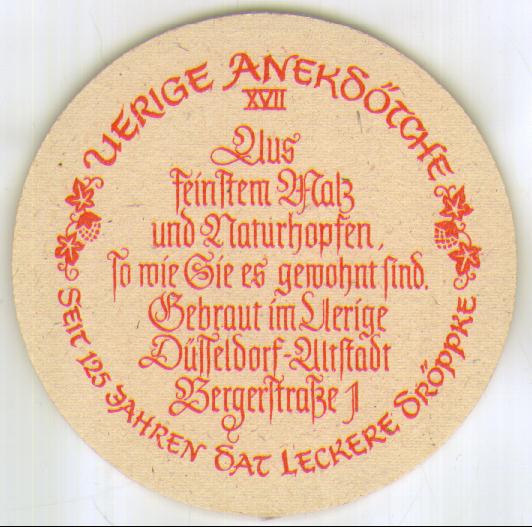 UERIGE ANEKDÖTCHE
XVII
Aus
feinstem Malz
und Naturhopfen,
so wie Sie es gewohnt sind.
Gebraut im Uerige
Düsseldorf-Altstadt
Bergerstraße 1
SEIT 125 JAHREN DAT LECKERE DRÖPPKE